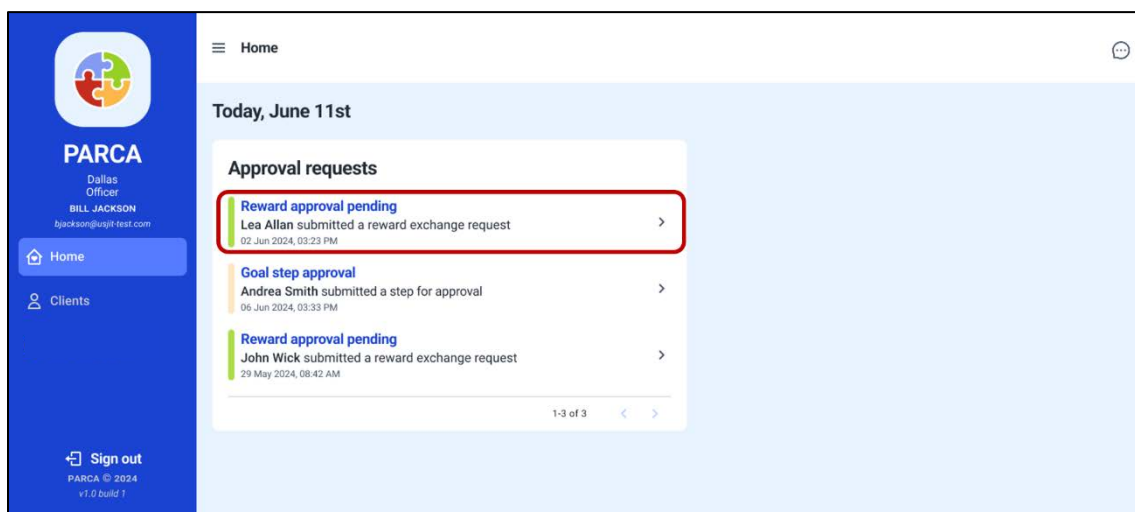 PARCA
Dallas
Officer
BILL JACKSON
bjackson@usjit-test.com
Home
Clients
Sign out
PARCA © 2024
v1.0 build 1
Home
Today, June 11st
Approval requests
Reward approval pending
Lea Allan submitted a reward exchange request
02 Jun 2024, 03:23 PM
Goal step approval
Andrea Smith submitted a step for approval
06 Jun 2024, 03:33 PM
Reward approval pending
John Wick submitted a reward exchange request
29 May 2024, 08:42 AM
1-3 of 3